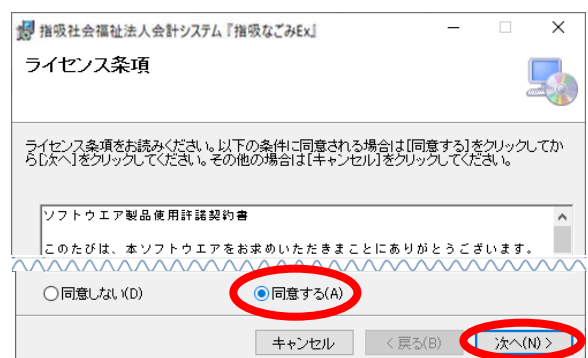 指吸社会福祉法人会計システム『指吸なごみEx』
ライセンス条項
ライセンス条項をお読みください。以下の条件に同意される場合は[同意する]をクリックしてか
ら[次へ]をクリックしてください。その他の場合は[キャンセル]をクリックしてください。
ソフトウエア製品使用許諾契約書
このたびは、本ソフトウエアをお求めいただきまことにありがとうございます。
同意しない(D)
同意する(A)
キャンセル
< 戻る(B)
次へ(N) >